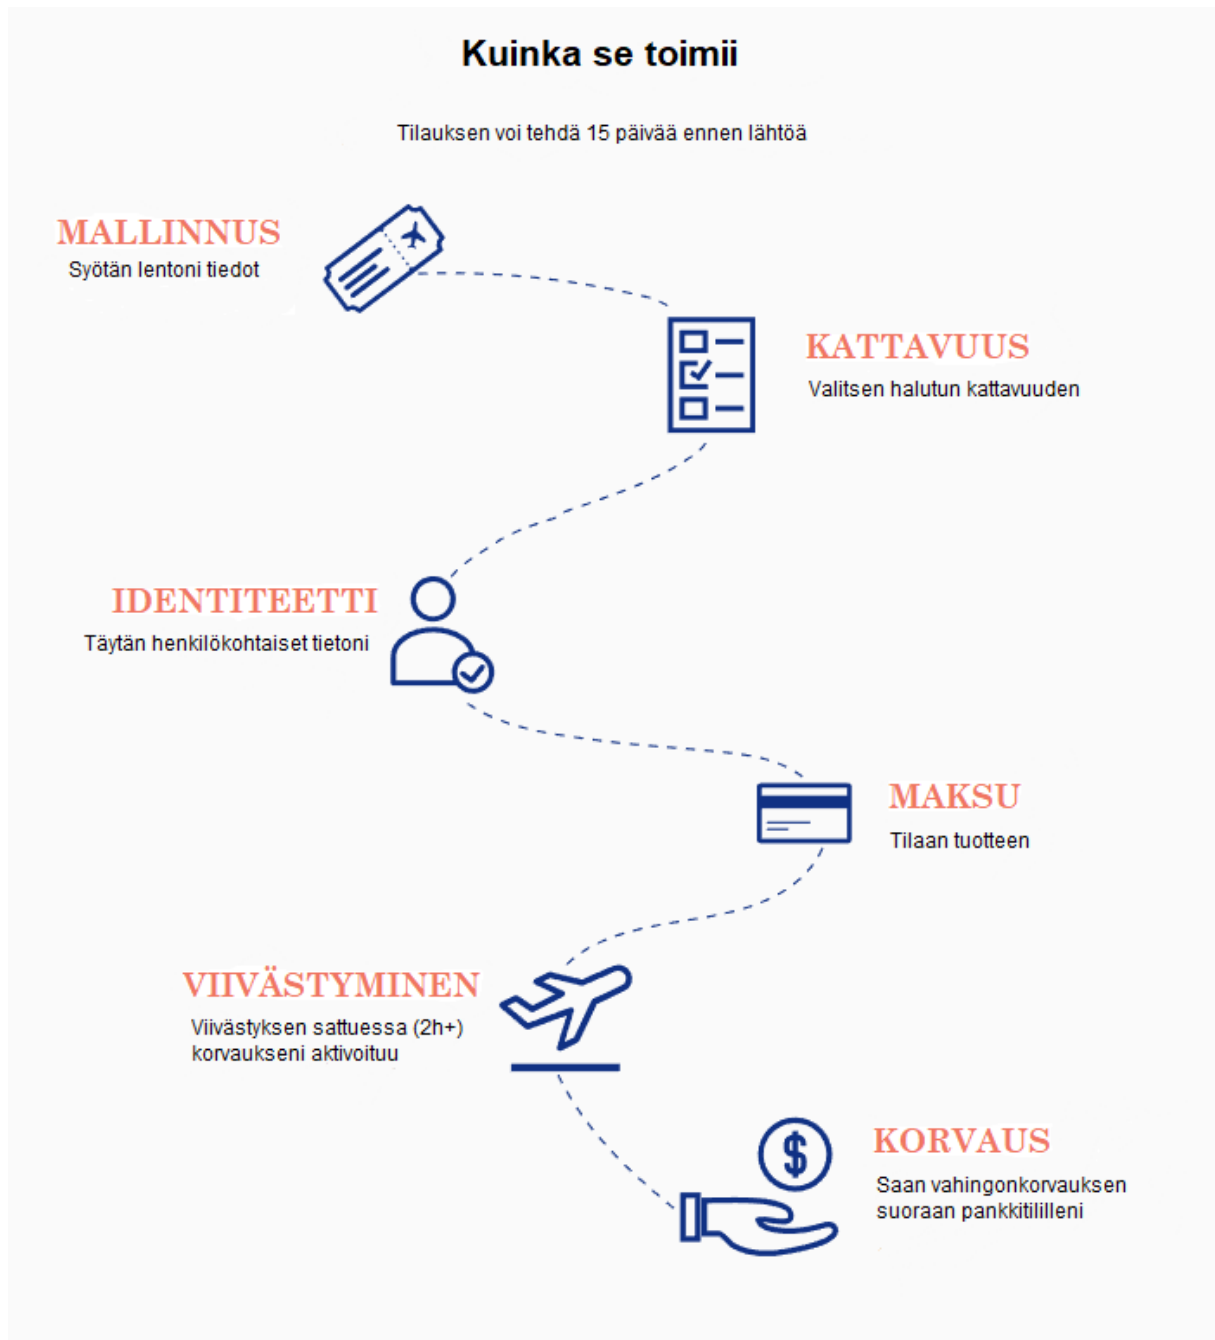 Kuinka se toimii
Tilauksen voi tehdä 15 päivää ennen lähtöä
MALLINNUS
Syötän lentoni tiedot
KATTAVUUS
Valitsen halutun kattavuuden
IDENTITEETTI
Täytän henkilökohtaiset tietoni
MAKSU
Tilaan tuotteen
VIIVÄSTYMINEN
Viivästyksen sattuessa (2h+)
korvaukseni aktivoituu
$
KORVAUS
Saan vahingonkorvauksen
suoraan pankkitililleni